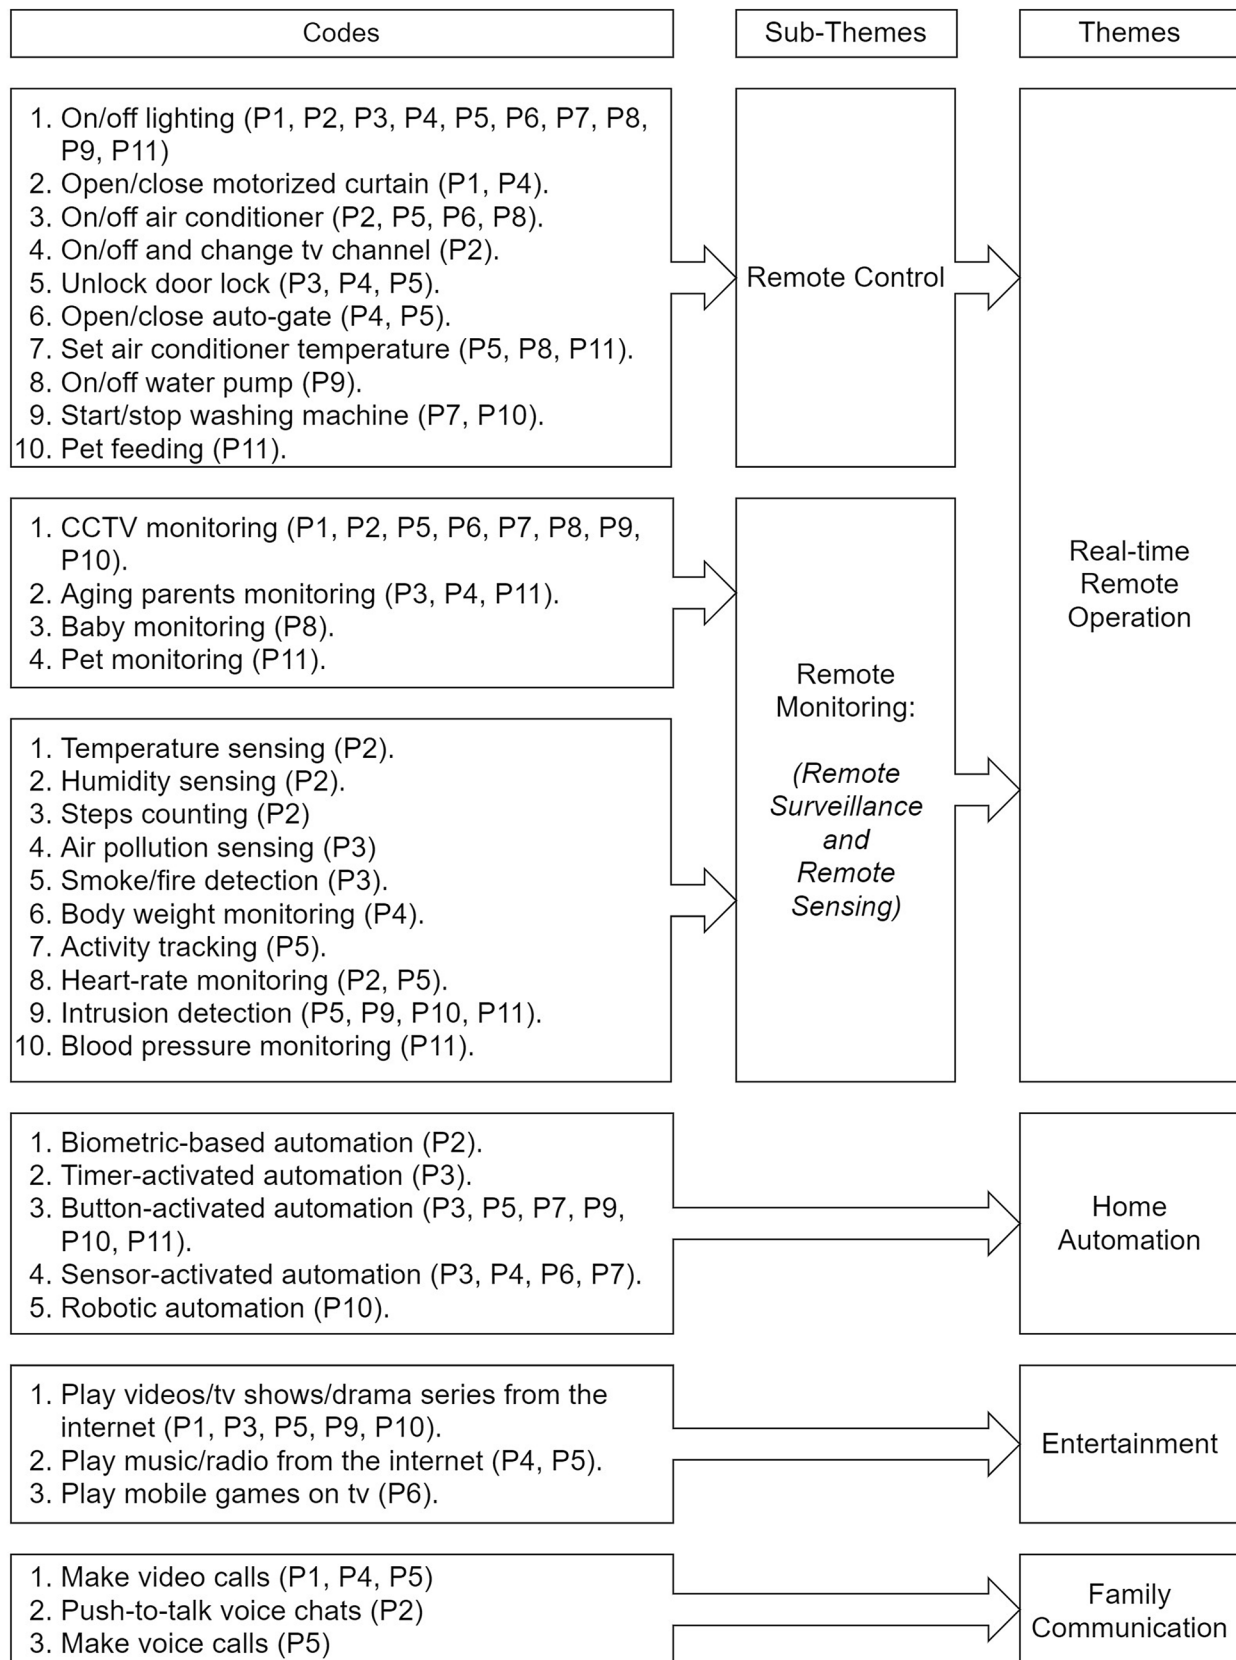 Codes
Sub-Themes
Themes
1. On/off lighting (P1, P2, P3, P4, P5, P6, P7, P8,
P9, P11)
2. Open/close motorized curtain (P1, P4).
3. On/off air conditioner (P2, P5, P6, P8).
4. On/off and change tv channel (P2).
5. Unlock door lock (P3, P4, P5).
6. Open/close auto-gate (P4, P5).
7. Set air conditioner temperature (P5, P8, P11).
8. On/off water pump (P9).
9. Start/stop washing machine (P7, P10).
10. Pet feeding (P11).
Remote Control
1. CCTV monitoring (P1, P2, P5, P6, P7, P8, P9,
P10).
2. Aging parents monitoring (P3, P4, P11).
3. Baby monitoring (P8).
4. Pet monitoring (P11).
1. Temperature sensing (P2).
2. Humidity sensing (P2).
3. Steps counting (P2)
4. Air pollution sensing (P3)
5. Smoke/fire detection (P3).
6. Body weight monitoring (P4).
7. Activity tracking (P5).
8. Heart-rate monitoring (P2, P5).
9. Intrusion detection (P5, P9, P10, P11).
10. Blood pressure monitoring (P11).
Remote
Monitoring:
(Remote
Surveillance
and
Remote
Sensing)
Real-time
Remote
Operation
1. Biometric-based automation (P2).
2. Timer-activated automation (P3).
3. Button-activated automation (P3, P5, P7, P9,
P10, P11).
4. Sensor-activated automation (P3, P4, P6, P7).
5. Robotic automation (P10).
Home
Automation
1. Play videos/tv shows/drama series from the
internet (P1, P3, P5, P9, P10).
2. Play music/radio from the internet (P4, P5).
3. Play mobile games on tv (P6).
Entertainment
1. Make video calls (P1, P4, P5)
2. Push-to-talk voice chats (P2)
3. Make voice calls (P5)
Family
Communication